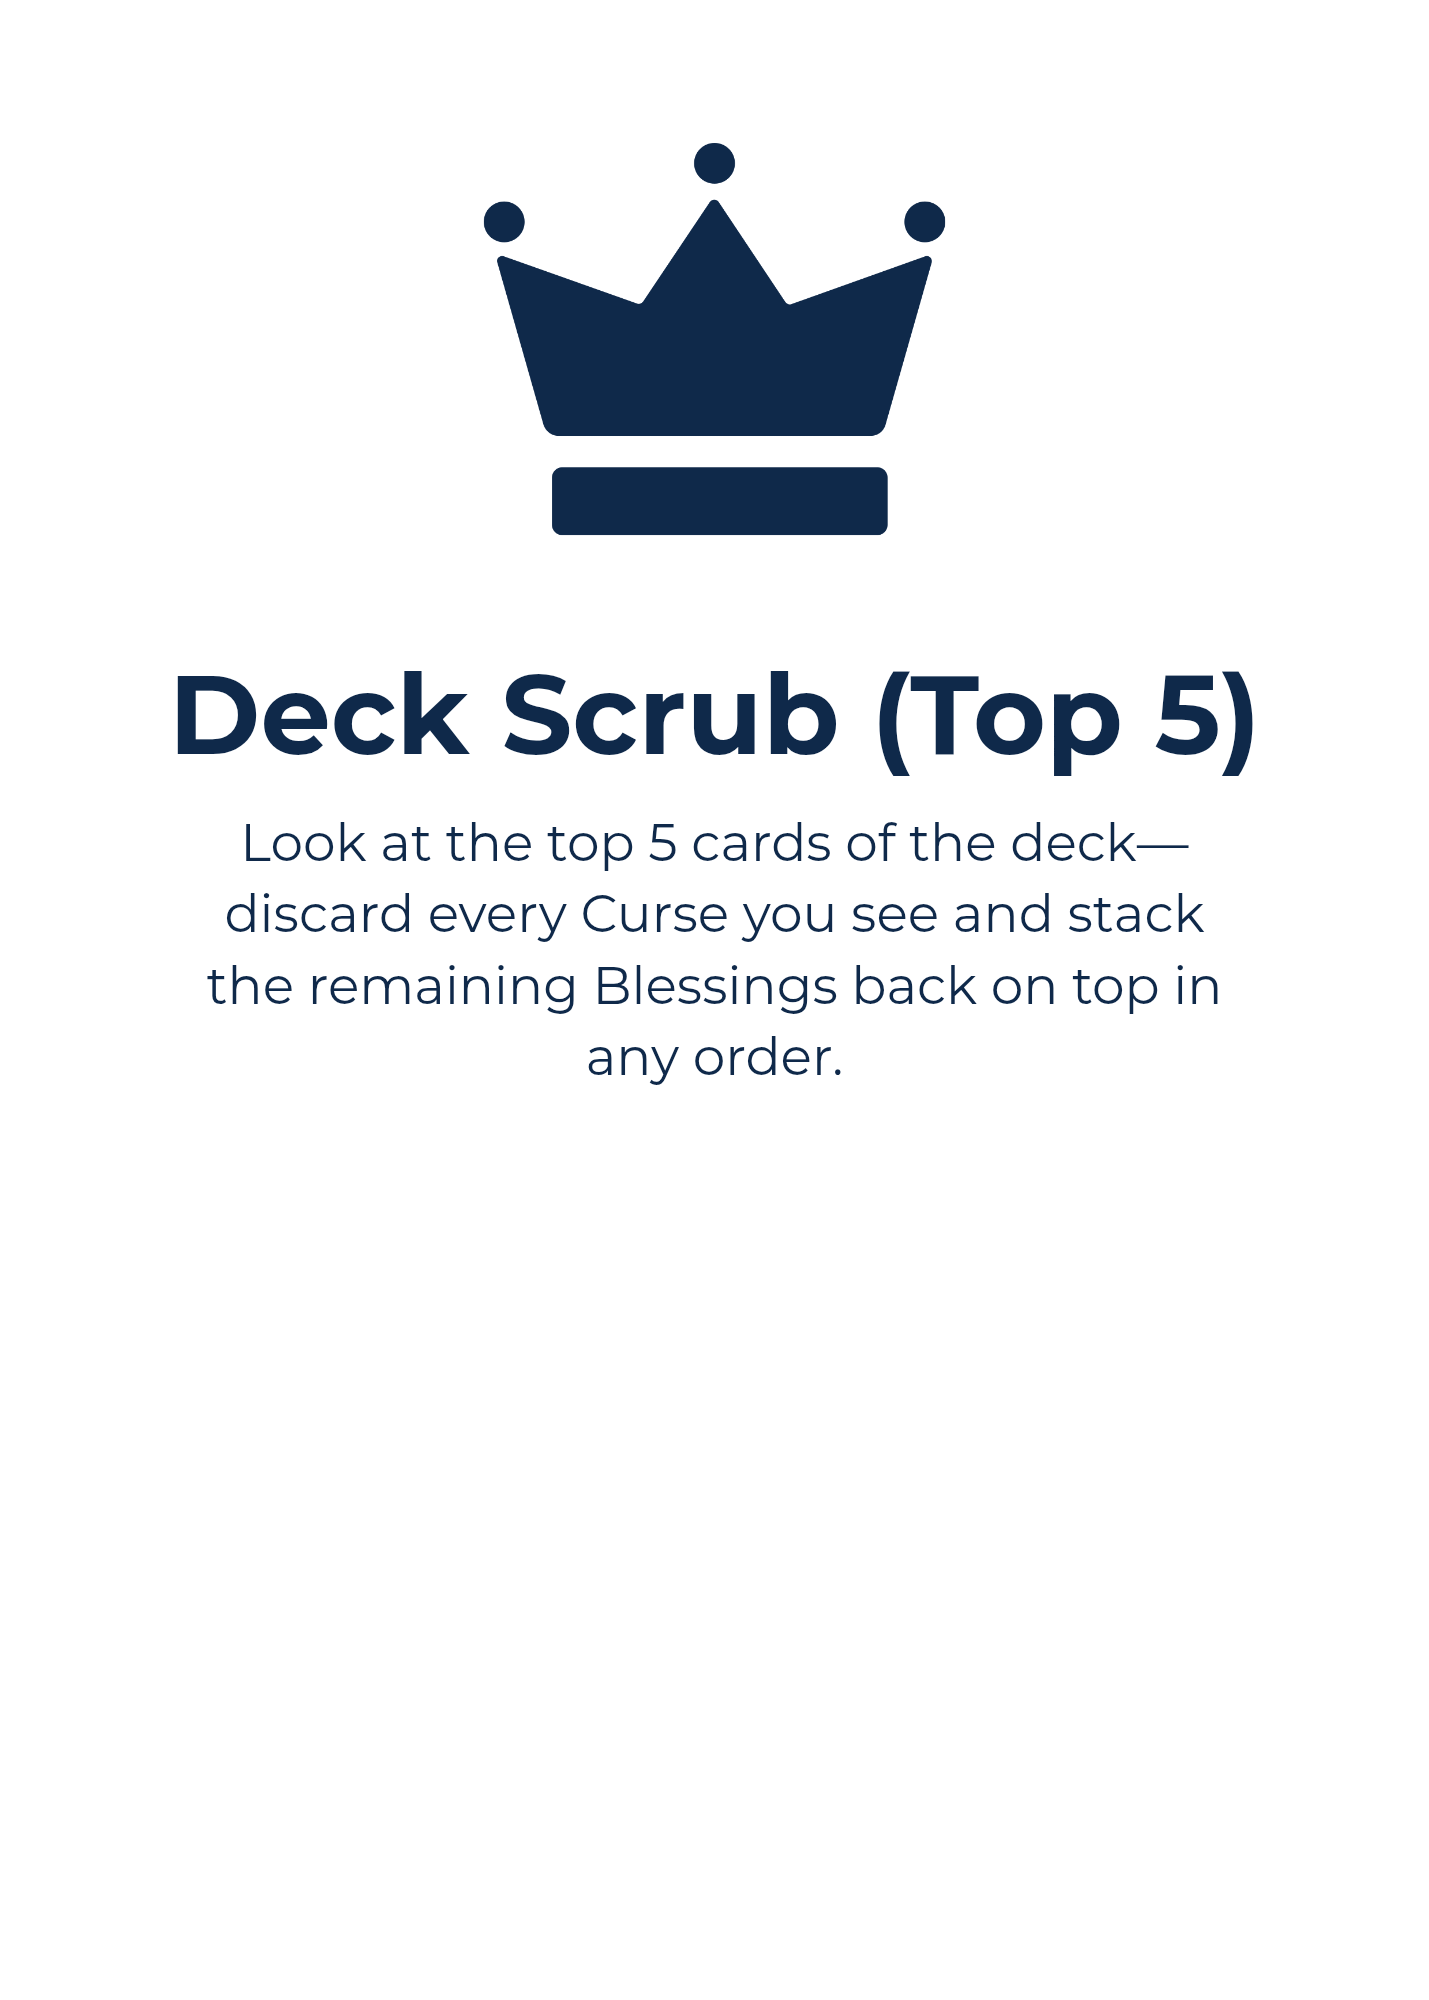 Deck Scrub (Top 5)
Look at the top 5 cards of the deck—
discard every Curse you see and stack
the remaining Blessings back on top in
any order.